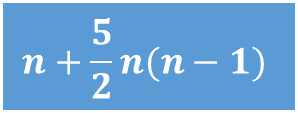 n + 5/2 n(n − 1)